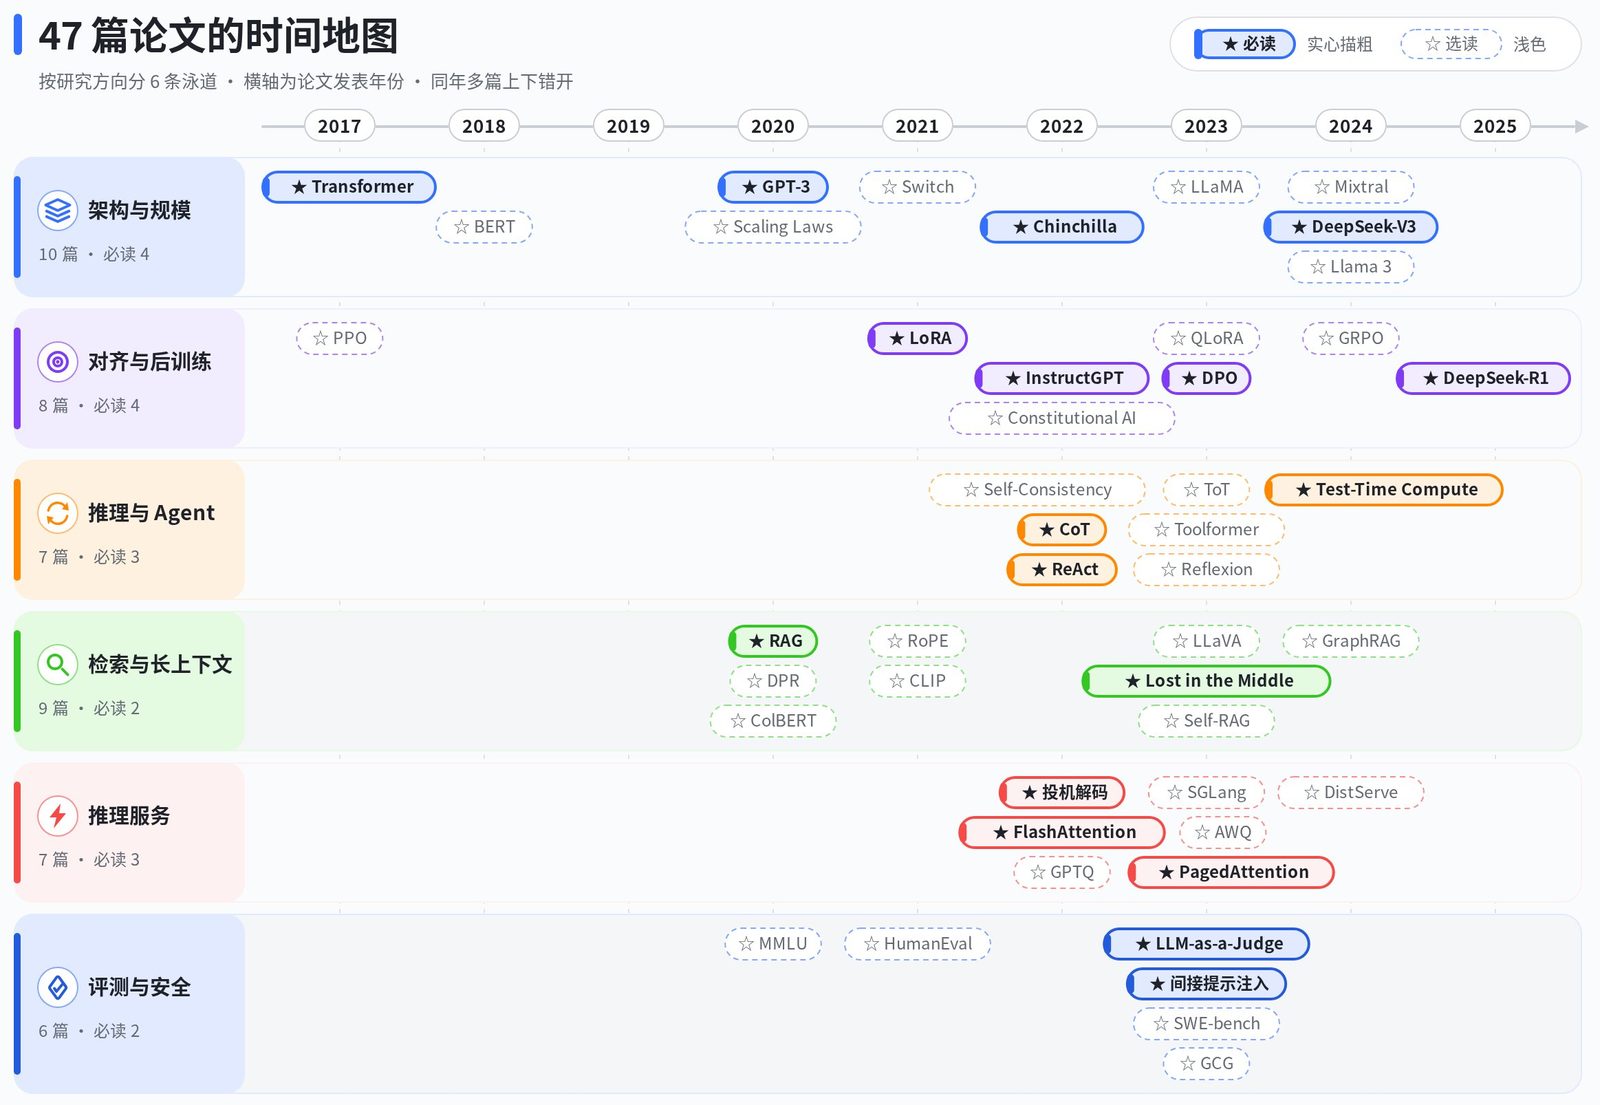 47 篇论文的时间地图
★ 必读 实心描粗 ☆ 选读 浅色
按研究方向分 6 条泳道 · 横轴为论文发表年份 · 同年多篇上下错开
2017 2018 2019 2020 2021 2022 2023 2024 2025
架构与规模
10 篇 · 必读 4
★ Transformer ★ GPT-3 ☆ Switch ☆ LLaMA ☆ Mixtral
☆ BERT ☆ Scaling Laws ★ Chinchilla ★ DeepSeek-V3
☆ Llama 3
对齐与后训练
8 篇 · 必读 4
☆ PPO ★ LoRA ☆ QLoRA ☆ GRPO
★ InstructGPT ★ DPO ★ DeepSeek-R1
☆ Constitutional AI
推理与 Agent
7 篇 · 必读 3
☆ Self-Consistency ☆ ToT ★ Test-Time Compute
★ CoT ☆ Toolformer
★ ReAct ☆ Reflexion
检索与长上下文
9 篇 · 必读 2
★ RAG ☆ RoPE ☆ LLaVA ☆ GraphRAG
☆ DPR ☆ CLIP ★ Lost in the Middle
☆ ColBERT ☆ Self-RAG
推理服务
7 篇 · 必读 3
★ 投机解码 ☆ SGLang ☆ DistServe
★ FlashAttention ☆ AWQ
☆ GPTQ ★ PagedAttention
评测与安全
6 篇 · 必读 2
☆ MMLU ☆ HumanEval ★ LLM-as-a-Judge
★ 间接提示注入
☆ SWE-bench
☆ GCG